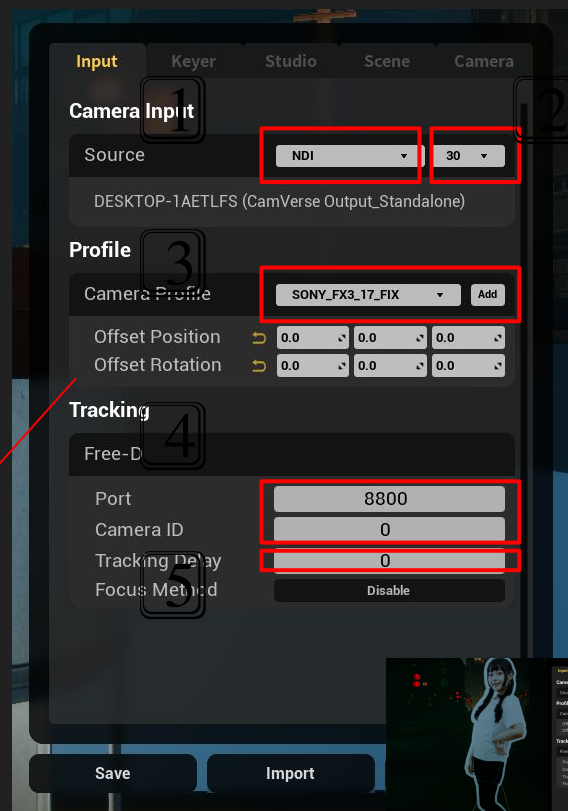 Input Keyer Studio Scene Camera
1
2
Camera Input
Source NDI 30
DESKTOP-1AETLFS (CamVerse Output_Standalone)
Profile
3
Camera Profile SONY_FX3_17_FIX Add
Offset Position 0.0 0.0 0.0
Offset Rotation 0.0 0.0 0.0
Tracking
4
Free-D
Port 8800
Camera ID 0
Tracking Delay 0
5
Focus Method Disable
Save Import